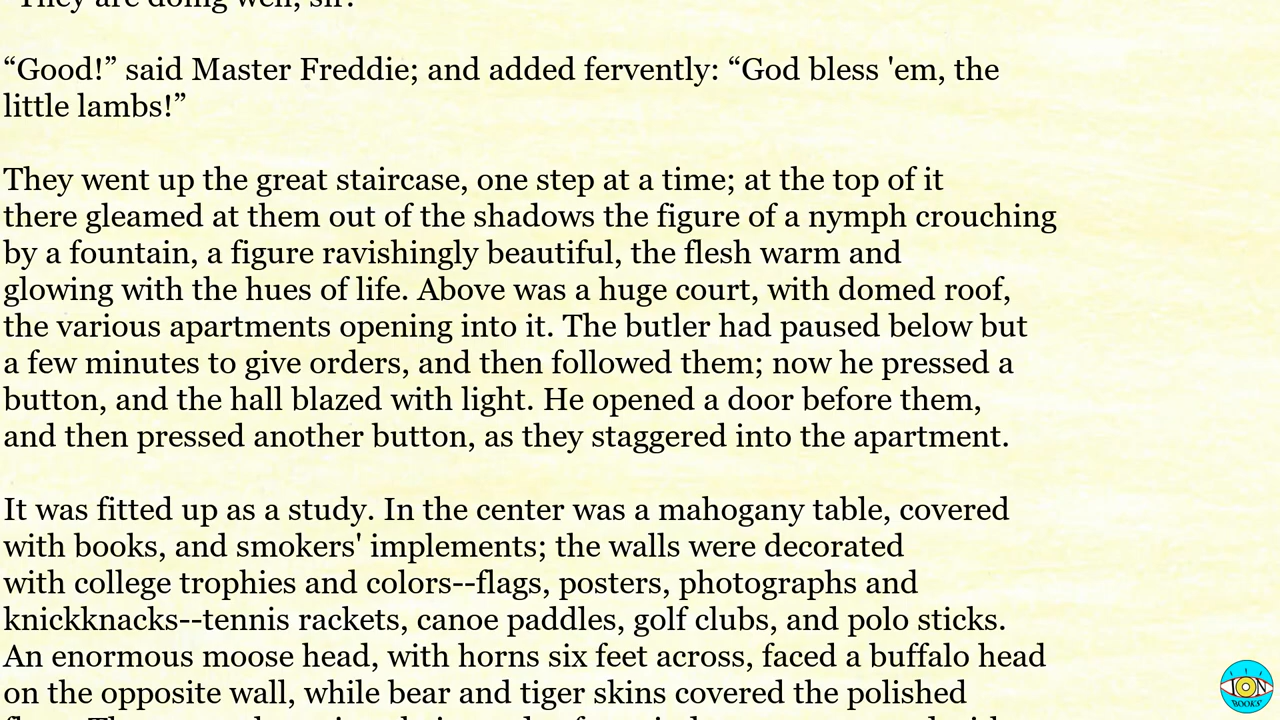 "They are doing well, sir."
“Good!” said Master Freddie; and added fervently: “God bless 'em, the
little lambs!”
They went up the great staircase, one step at a time; at the top of it
there gleamed at them out of the shadows the figure of a nymph crouching
by a fountain, a figure ravishingly beautiful, the flesh warm and
glowing with the hues of life. Above was a huge court, with domed roof,
the various apartments opening into it. The butler had paused below but
a few minutes to give orders, and then followed them; now he pressed a
button, and the hall blazed with light. He opened a door before them,
and then pressed another button, as they staggered into the apartment.
It was fitted up as a study. In the center was a mahogany table, covered
with books, and smokers' implements; the walls were decorated
with college trophies and colors--flags, posters, photographs and
knickknacks--tennis rackets, canoe paddles, golf clubs, and polo sticks.
An enormous moose head, with horns six feet across, faced a buffalo head
on the opposite wall, while bear and tiger skins covered the polished
ION
BOOKS